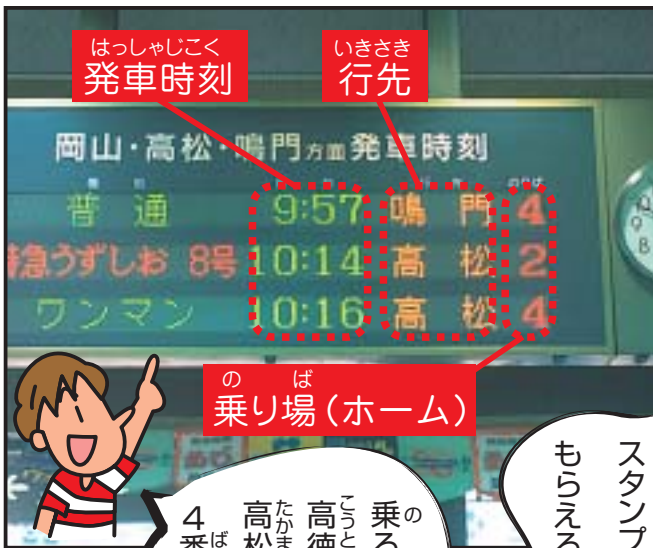 はっしゃじこく
発車時刻
いきさき
行先
岡山・高松・鳴門方面発車時刻
のりば
普通 9:57 鳴門 4
特急うずしお 8号 10:14 高松 2
ワンマン 10:16 高松 4
の ば
乗り場(ホーム)
スタンプ
もらえる
乗の
高徳
高松
4番